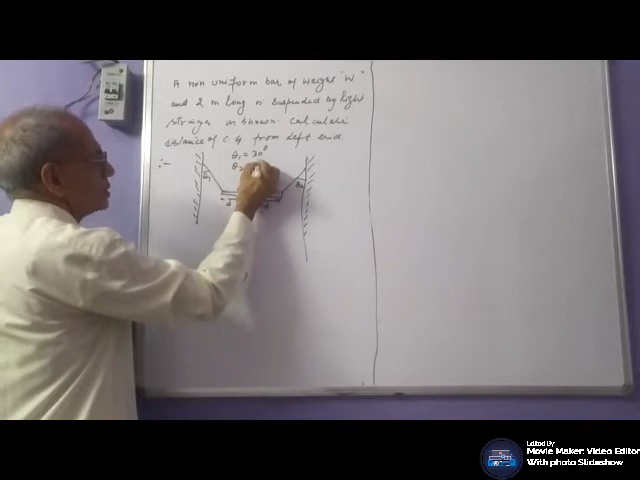 A non uniform bar of weight "W"
and 2 m long is suspended by light
strings as shown. Calculate
distance of C.G. from left end.
:-
θ₁ = 30°
θ₂
θ₁
θ₂
d
Edited By
Movie Maker: Video Editor
With photo Slideshow